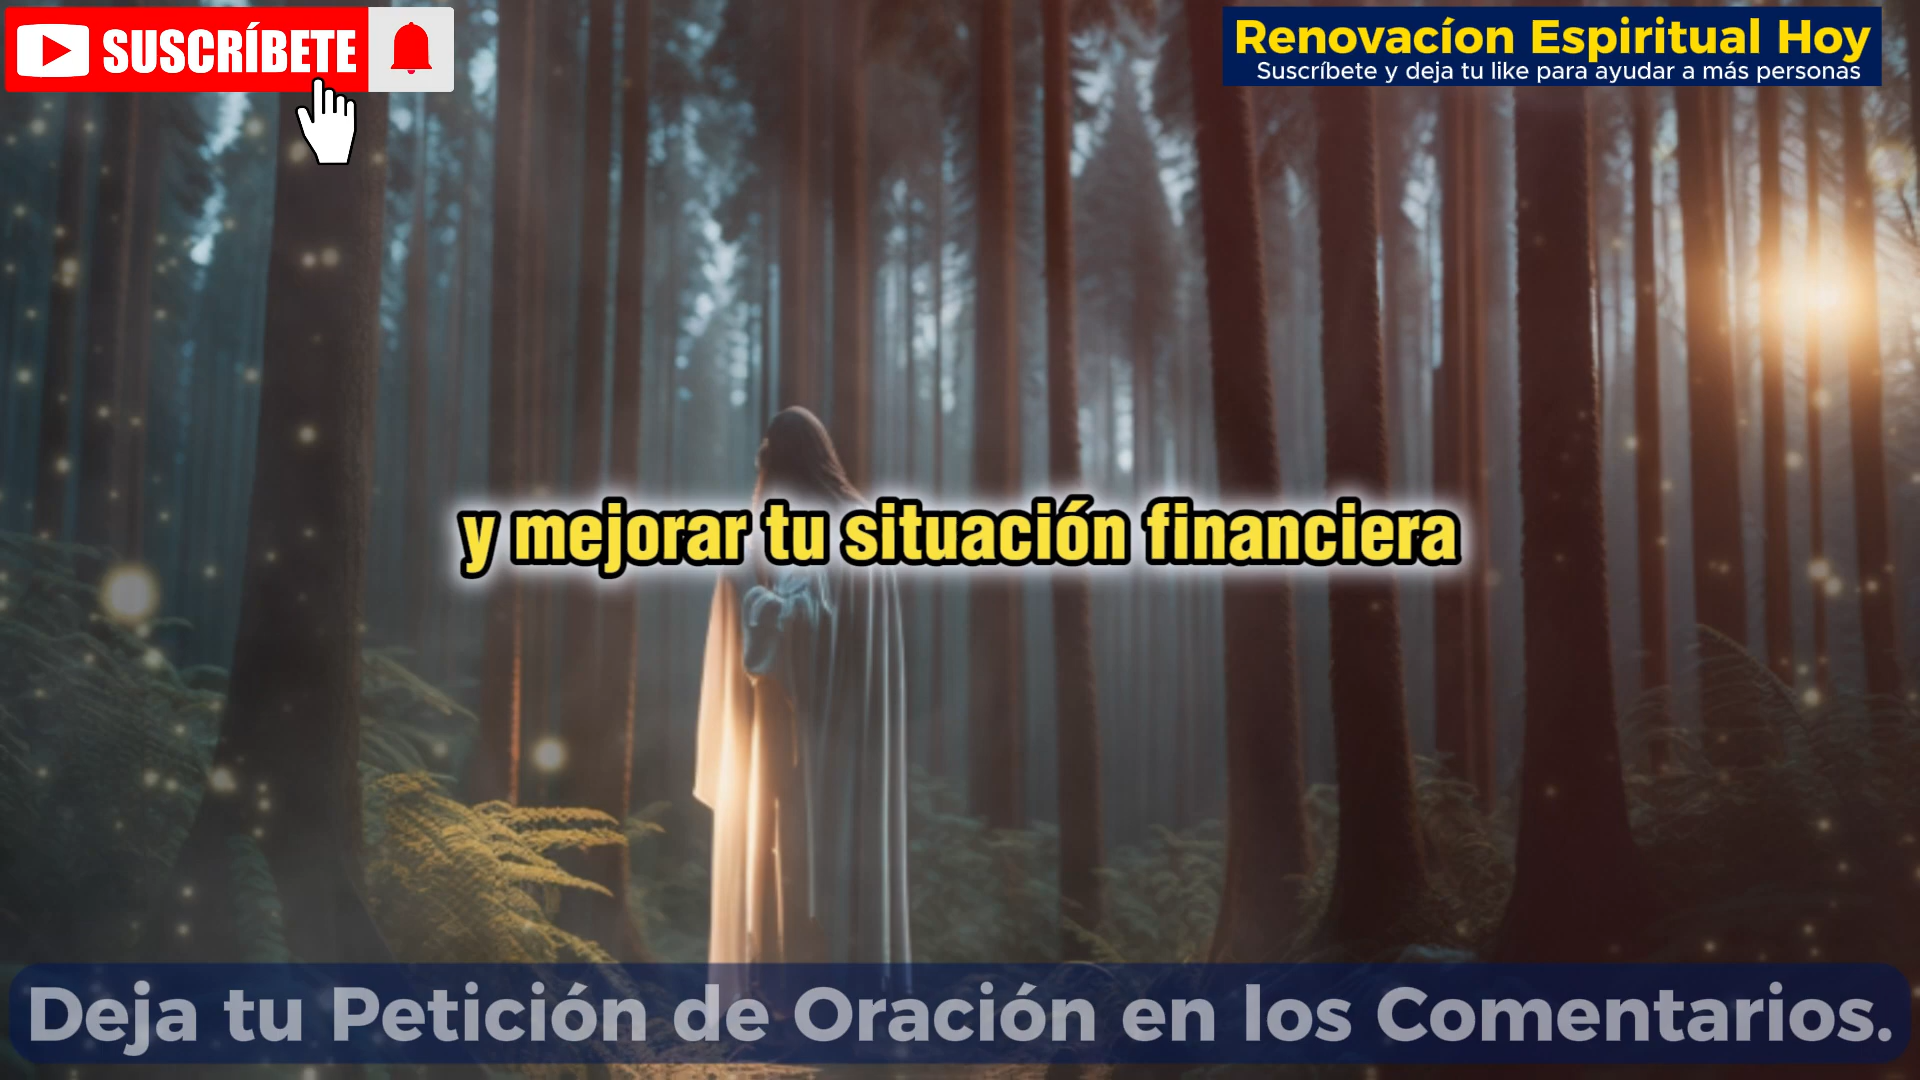 SUSCRÍBETE
Renovacíon Espiritual Hoy
Suscríbete y deja tu like para ayudar a más personas
y mejorar tu situación financiera
Deja tu Petición de Oración en los Comentarios.